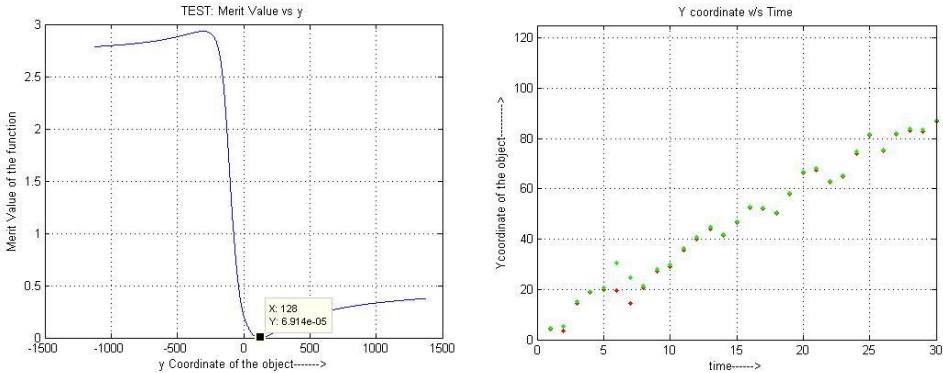 TEST: Merit Value vs y
Merit Value of the function
3
2.5
2
1.5
1
0.5
0
-1500 -1000 -500 0 500 1000 1500
X: 128
Y: 6.914e-05
y Coordinate of the object------->
Y coordinate v/s Time
Ycoordinate of the object-------->
120
100
80
60
40
20
0
0 5 10 15 20 25 30
time------>